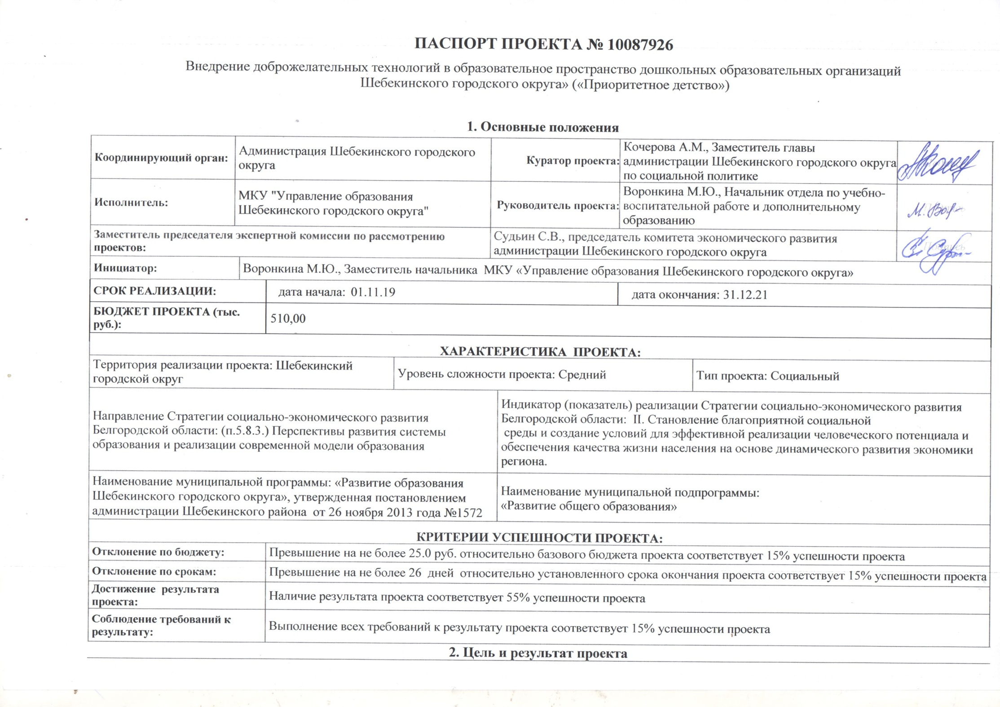 ПАСПОРТ ПРОЕКТА № 10087926
Внедрение доброжелательных технологий в образовательное пространство дошкольных образовательных организаций
Шебекинского городского округа» («Приоритетное детство»)
1. Основные положения
Координирующий орган:
Администрация Шебекинского городского
округа
Куратор проекта:
Кочерова А.М., Заместитель главы
администрации Шебекинского городского округа
по социальной политике
Исполнитель:
МКУ "Управление образования
Шебекинского городского округа"
Руководитель проекта:
Воронкина М.Ю., Начальник отдела по учебно-
воспитательной работе и дополнительному
образованию
Заместитель председателя экспертной комиссии по рассмотрению
проектов:
Судьин С.В., председатель комитета экономического развития
администрации Шебекинского городского округа
Подпись
Инициатор:
Воронкина М.Ю., Заместитель начальника МКУ «Управление образования Шебекинского городского округа»
СРОК РЕАЛИЗАЦИИ:
дата начала: 01.11.19
дата окончания: 31.12.21
БЮДЖЕТ ПРОЕКТА (тыс.
руб.):
510,00
ХАРАКТЕРИСТИКА ПРОЕКТА:
Территория реализации проекта: Шебекинский
городской округ
Уровень сложности проекта: Средний
Тип проекта: Социальный
Направление Стратегии социально-экономического развития
Белгородской области: (п.5.8.3.) Перспективы развития системы
образования и реализации современной модели образования
Индикатор (показатель) реализации Стратегии социально-экономического развития
Белгородской области: II. Становление благоприятной социальной
среды и создание условий для эффективной реализации человеческого потенциала и
обеспечения качества жизни населения на основе динамического развития экономики
региона.
Наименование муниципальной программы: «Развитие образования
Шебекинского городского округа», утвержденная постановлением
администрации Шебекинского района от 26 ноября 2013 года №1572
Наименование муниципальной подпрограммы:
«Развитие общего образования»
КРИТЕРИИ УСПЕШНОСТИ ПРОЕКТА:
Отклонение по бюджету:
Превышение на не более 25.0 руб. относительно базового бюджета проекта соответствует 15% успешности проекта
Отклонение по срокам:
Превышение на не более 26 дней относительно установленного срока окончания проекта соответствует 15% успешности проекта
Достижение результата
проекта:
Наличие результата проекта соответствует 55% успешности проекта
Соблюдение требований к
результату:
Выполнение всех требований к результату проекта соответствует 15% успешности проекта
2. Цель и результат проекта